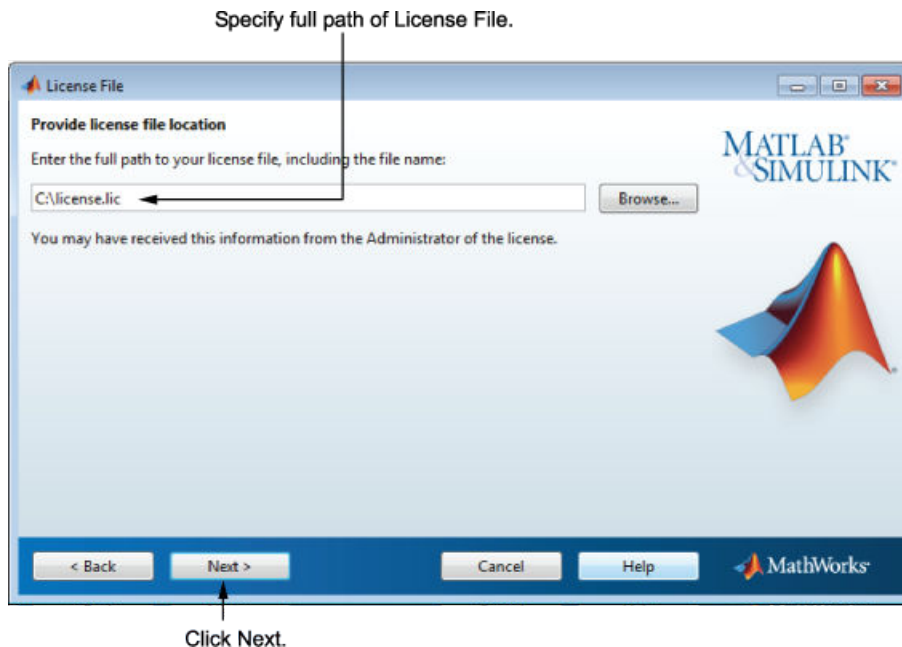 Specify full path of License File.
License File
Provide license file location
Enter the full path to your license file, including the file name:
C:\license.lic
Browse...
You may have received this information from the Administrator of the license.
MATLAB®
&SIMULINK®
< Back
Next >
Cancel
Help
MathWorks®
Click Next.